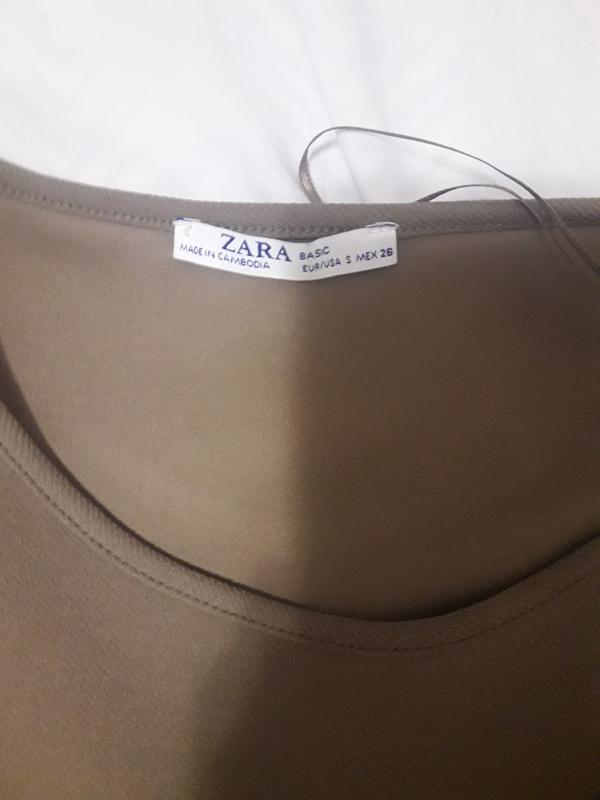 ZARA BASIC
MADE IN CAMBODIA EUR/USA S MEX 26